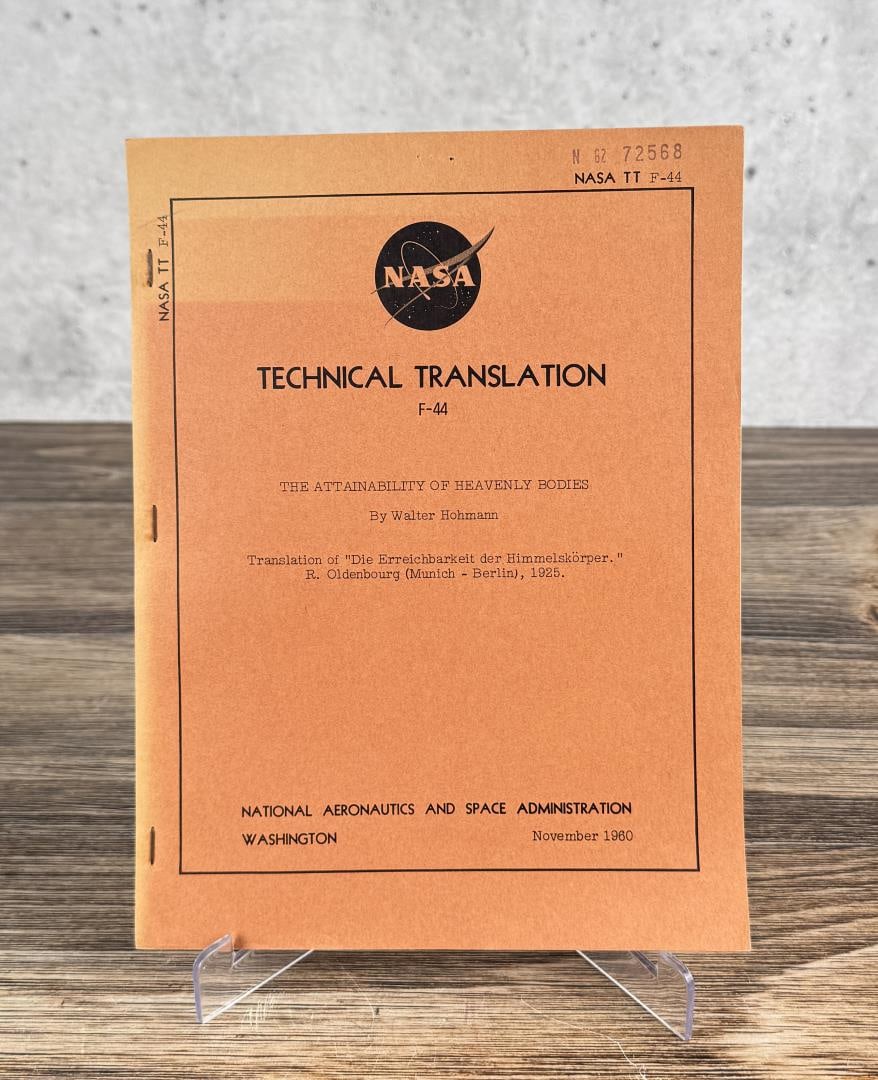 N 62 72568
NASA TT F-44
NASA TT F-44
NASA
TECHNICAL TRANSLATION
F-44
THE ATTAINABILITY OF HEAVENLY BODIES
By Walter Hohmann
Translation of "Die Erreichbarkeit der Himmelskörper."
R. Oldenbourg (Munich - Berlin), 1925.
NATIONAL AERONAUTICS AND SPACE ADMINISTRATION
WASHINGTON November 1960